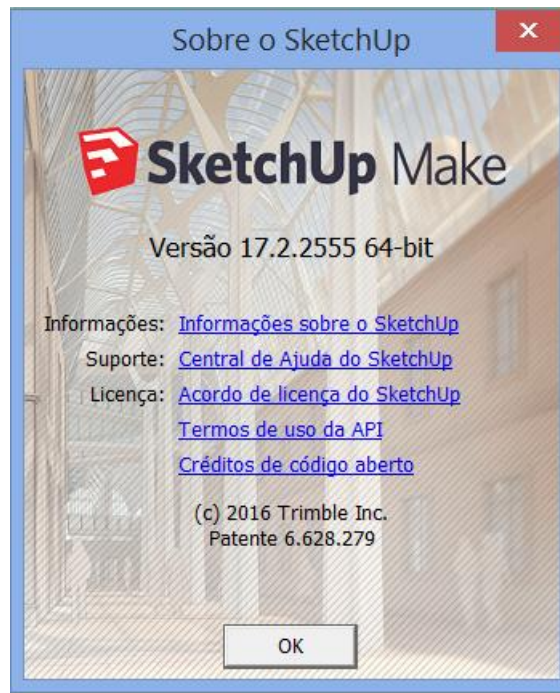 Sobre o SketchUp
SketchUp Make
Versão 17.2.2555 64-bit
Informações: Informações sobre o SketchUp
Suporte: Central de Ajuda do SketchUp
Licença: Acordo de licença do SketchUp
Termos de uso da API
Créditos de código aberto
(c) 2016 Trimble Inc.
Patente 6.628.279
OK